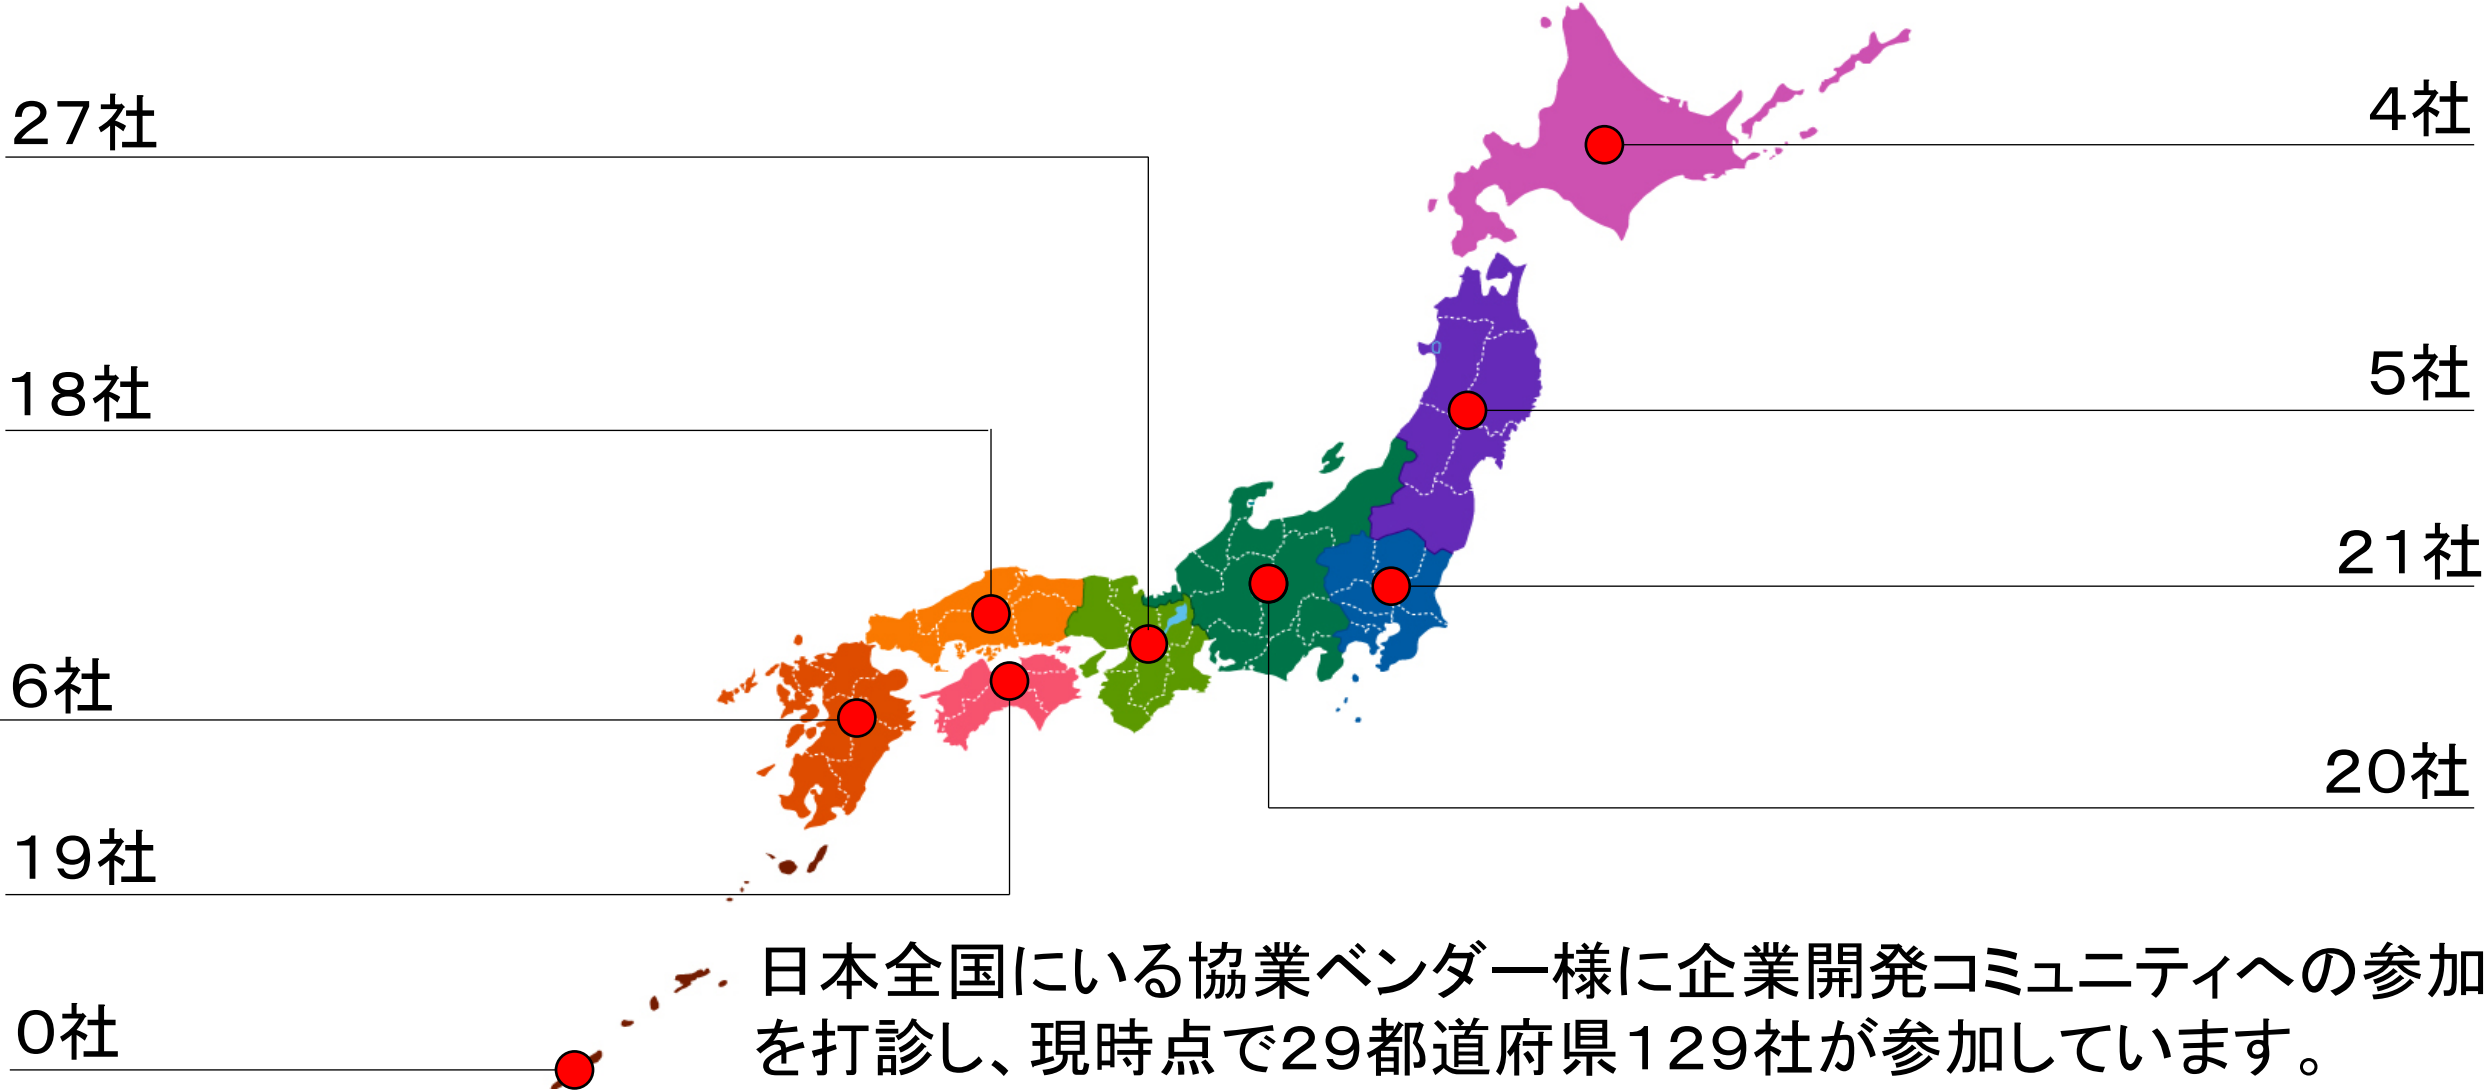 27社
4社
18社
5社
21社
6社
20社
19社
0社
日本全国にいる協業ベンダー様に企業開発コミュニティへの参加
を打診し、現時点で29都道府県129社が参加しています。